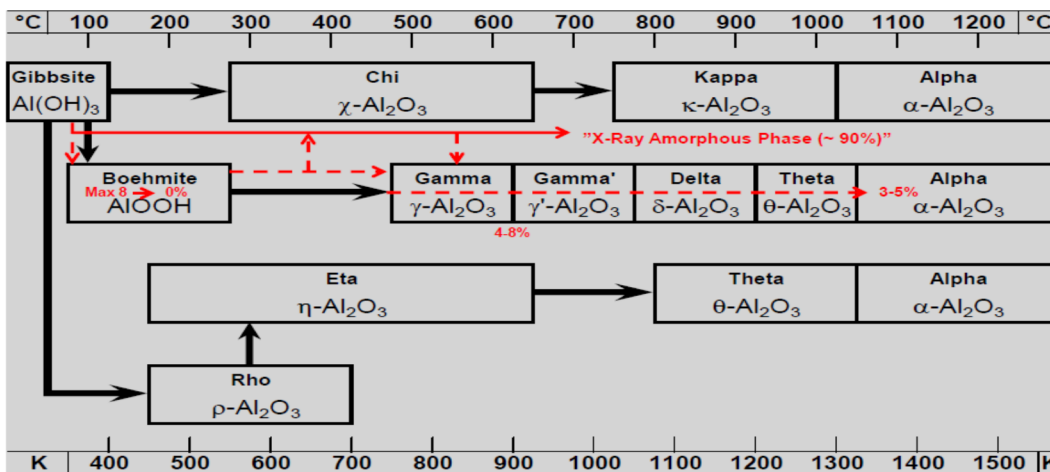 °C 100 200 300 400 500 600 700 800 900 1000 1100 1200 °C
Gibbsite
Al(OH)₃
Chi
χ-Al₂O₃
Kappa
κ-Al₂O₃
Alpha
α-Al₂O₃
"X-Ray Amorphous Phase (~ 90%)"
Boehmite
Max 8 0%
AlOOH
Gamma
γ-Al₂O₃
Gamma'
γ'-Al₂O₃
Delta
δ-Al₂O₃
Theta
θ-Al₂O₃
3-5%
Alpha
α-Al₂O₃
4-8%
Eta
η-Al₂O₃
Theta
θ-Al₂O₃
Alpha
α-Al₂O₃
Rho
ρ-Al₂O₃
K 400 500 600 700 800 900 1000 1100 1200 1300 1400 1500 K